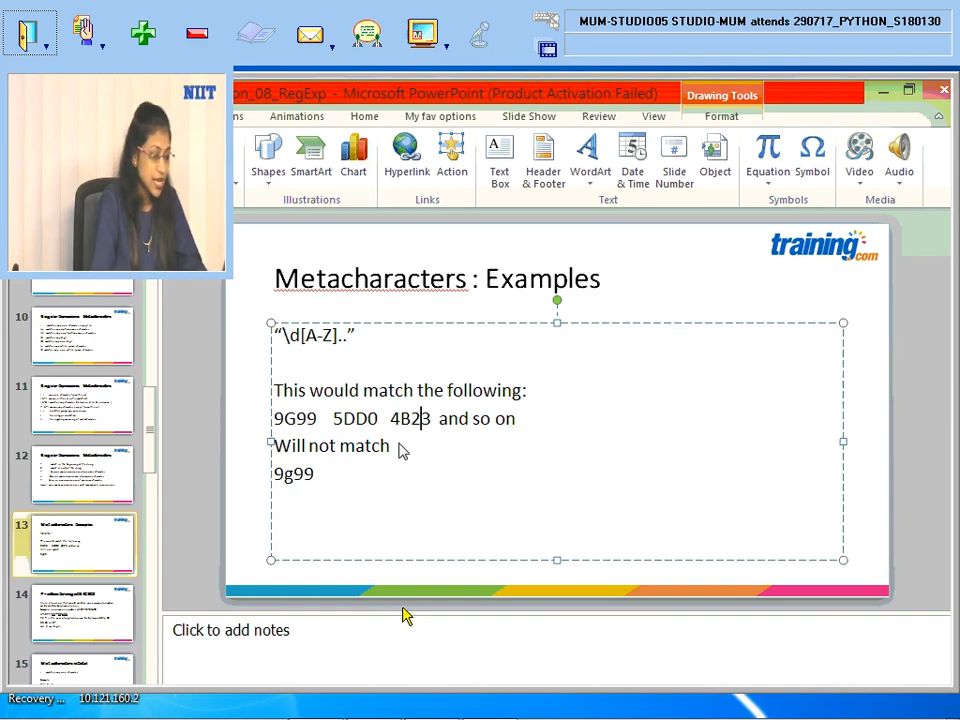 MUM-STUDIO05 STUDIO-MUM attends 290717_PYTHON_S180130
NIIT
on_08_RegExp - Microsoft PowerPoint (Product Activation Failed)
Drawing Tools
ns Animations Home My fav options Slide Show Review View Format
Shapes SmartArt Chart Hyperlink Action Text Box Header & Footer WordArt Date & Time Slide Number Object Equation Symbol Video Audio
Illustrations Links Text Symbols Media
training.com
Metacharacters : Examples
“\d[A-Z]..”
This would match the following:
9G99 5DD0 4B23 and so on
Will not match
9g99
10
11
12
13
14
15
Click to add notes
Recovery ... 10.121.160.2